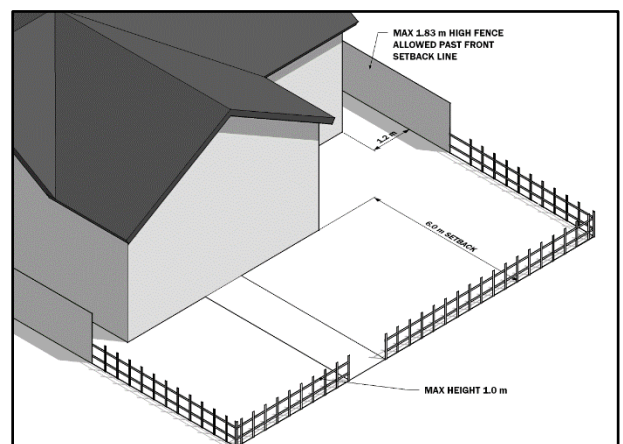 MAX 1.83 m HIGH FENCE
ALLOWED PAST FRONT
SETBACK LINE
1.2 m
6.0 m SETBACK
MAX HEIGHT 1.0 m